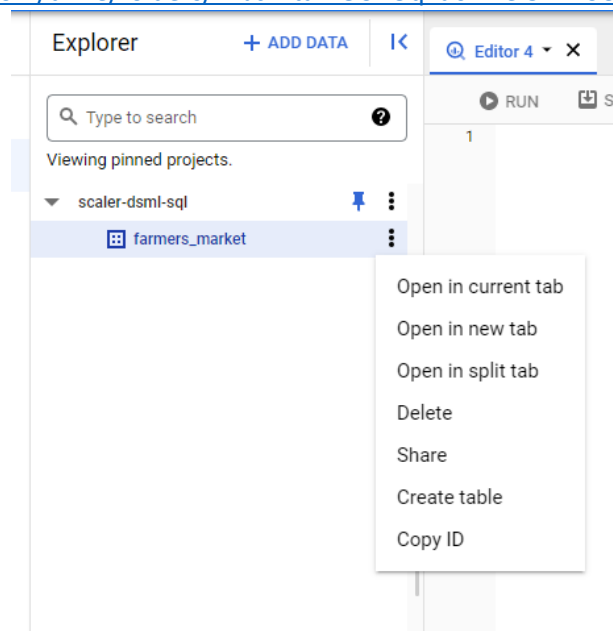 Explorer
+ ADD DATA
Editor 4
Type to search
RUN
S
1
Viewing pinned projects.
scaler-dsml-sql
farmers_market
Open in current tab
Open in new tab
Open in split tab
Delete
Share
Create table
Copy ID